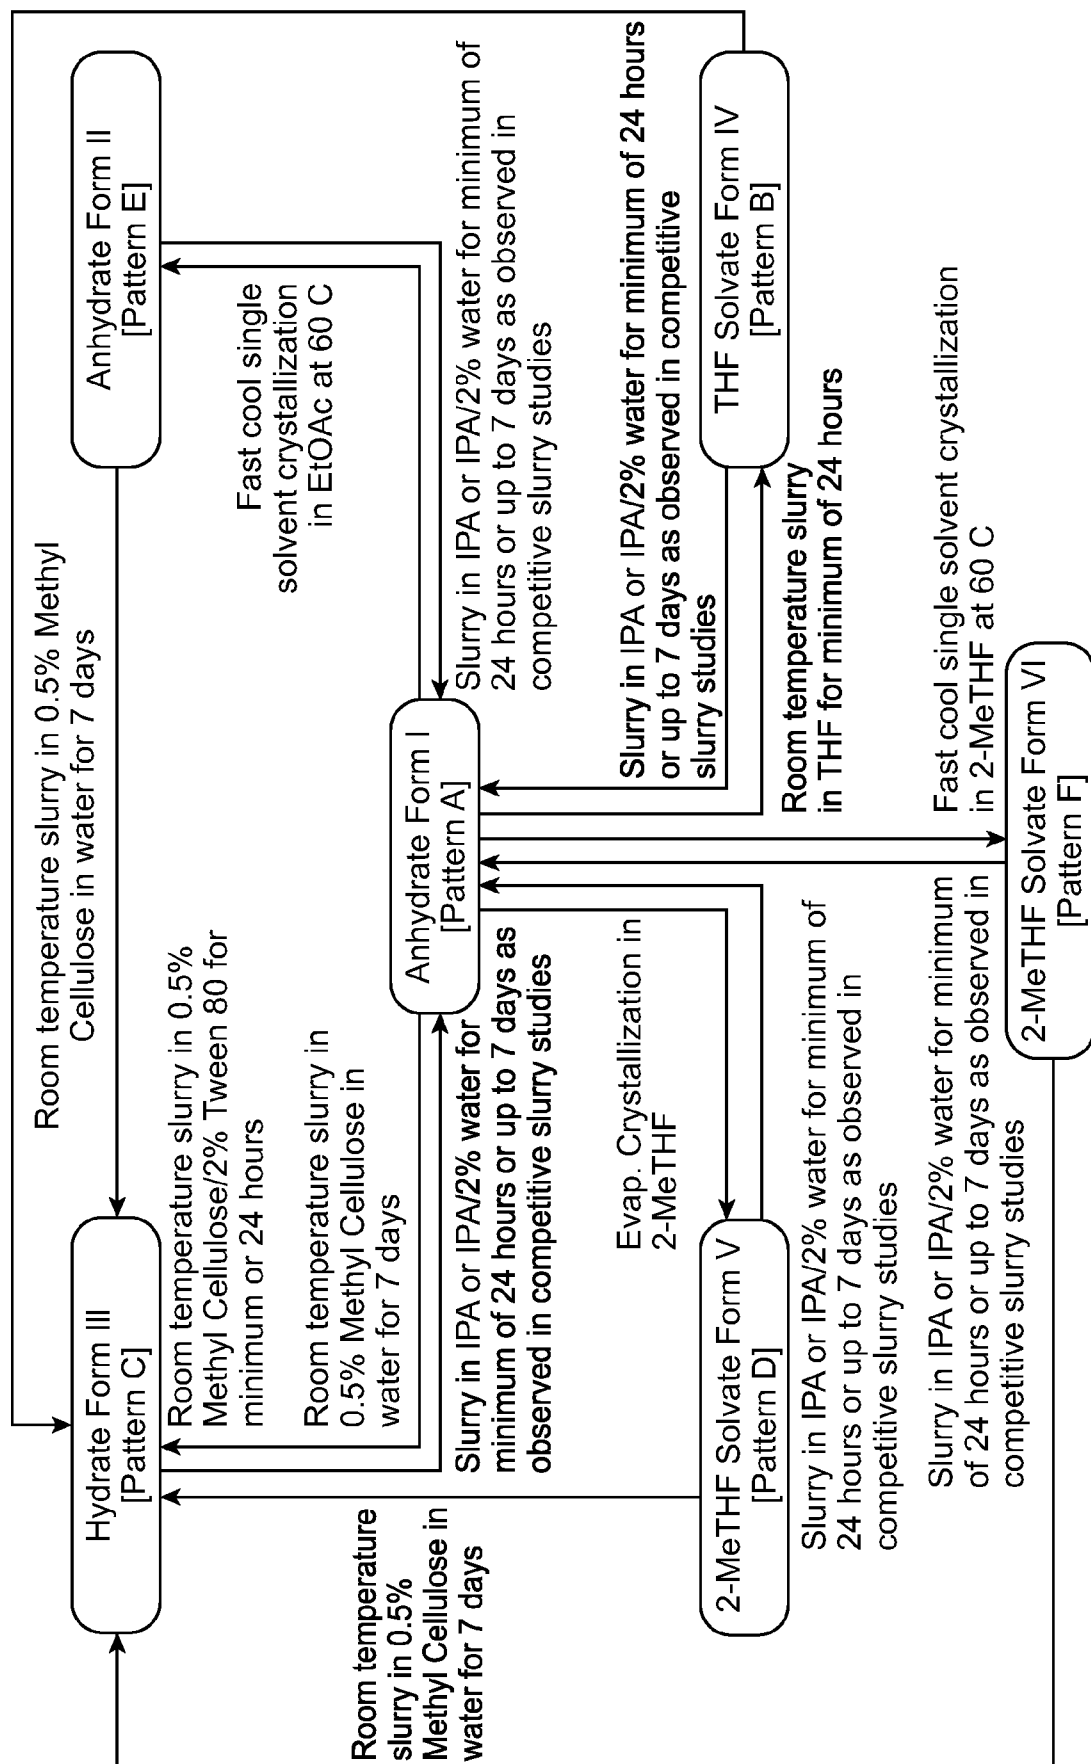 Hydrate Form III
[Pattern C]
Room temperature slurry in 0.5% Methyl
Cellulose in water for 7 days
Anhydrate Form II
[Pattern E]
Room temperature slurry in 0.5%
Methyl Cellulose/2% Tween 80 for
minimum or 24 hours
Fast cool single
solvent crystallization
in EtOAc at 60 C
Room temperature slurry in
0.5% Methyl Cellulose in
water for 7 days
Room temperature
slurry in 0.5%
Methyl Cellulose in
water for 7 days
Anhydrate Form I
[Pattern A]
Slurry in IPA or IPA/2% water for
minimum of 24 hours or up to 7 days as
observed in competitive slurry studies
Slurry in IPA or IPA/2% water for minimum of
24 hours or up to 7 days as observed in
competitive slurry studies
Evap. Crystallization in
2-MeTHF
Slurry in IPA or IPA/2% water for minimum of 24 hours
or up to 7 days as observed in competitive
slurry studies
2-MeTHF Solvate Form V
[Pattern D]
THF Solvate Form IV
[Pattern B]
Room temperature slurry
in THF for minimum of 24 hours
Slurry in IPA or IPA/2% water for minimum of
24 hours or up to 7 days as observed in
competitive slurry studies
Slurry in IPA or IPA/2% water for minimum
of 24 hours or up to 7 days as observed in
competitive slurry studies
Fast cool single solvent crystallization
in 2-MeTHF at 60 C
2-MeTHF Solvate Form VI
[Pattern F]